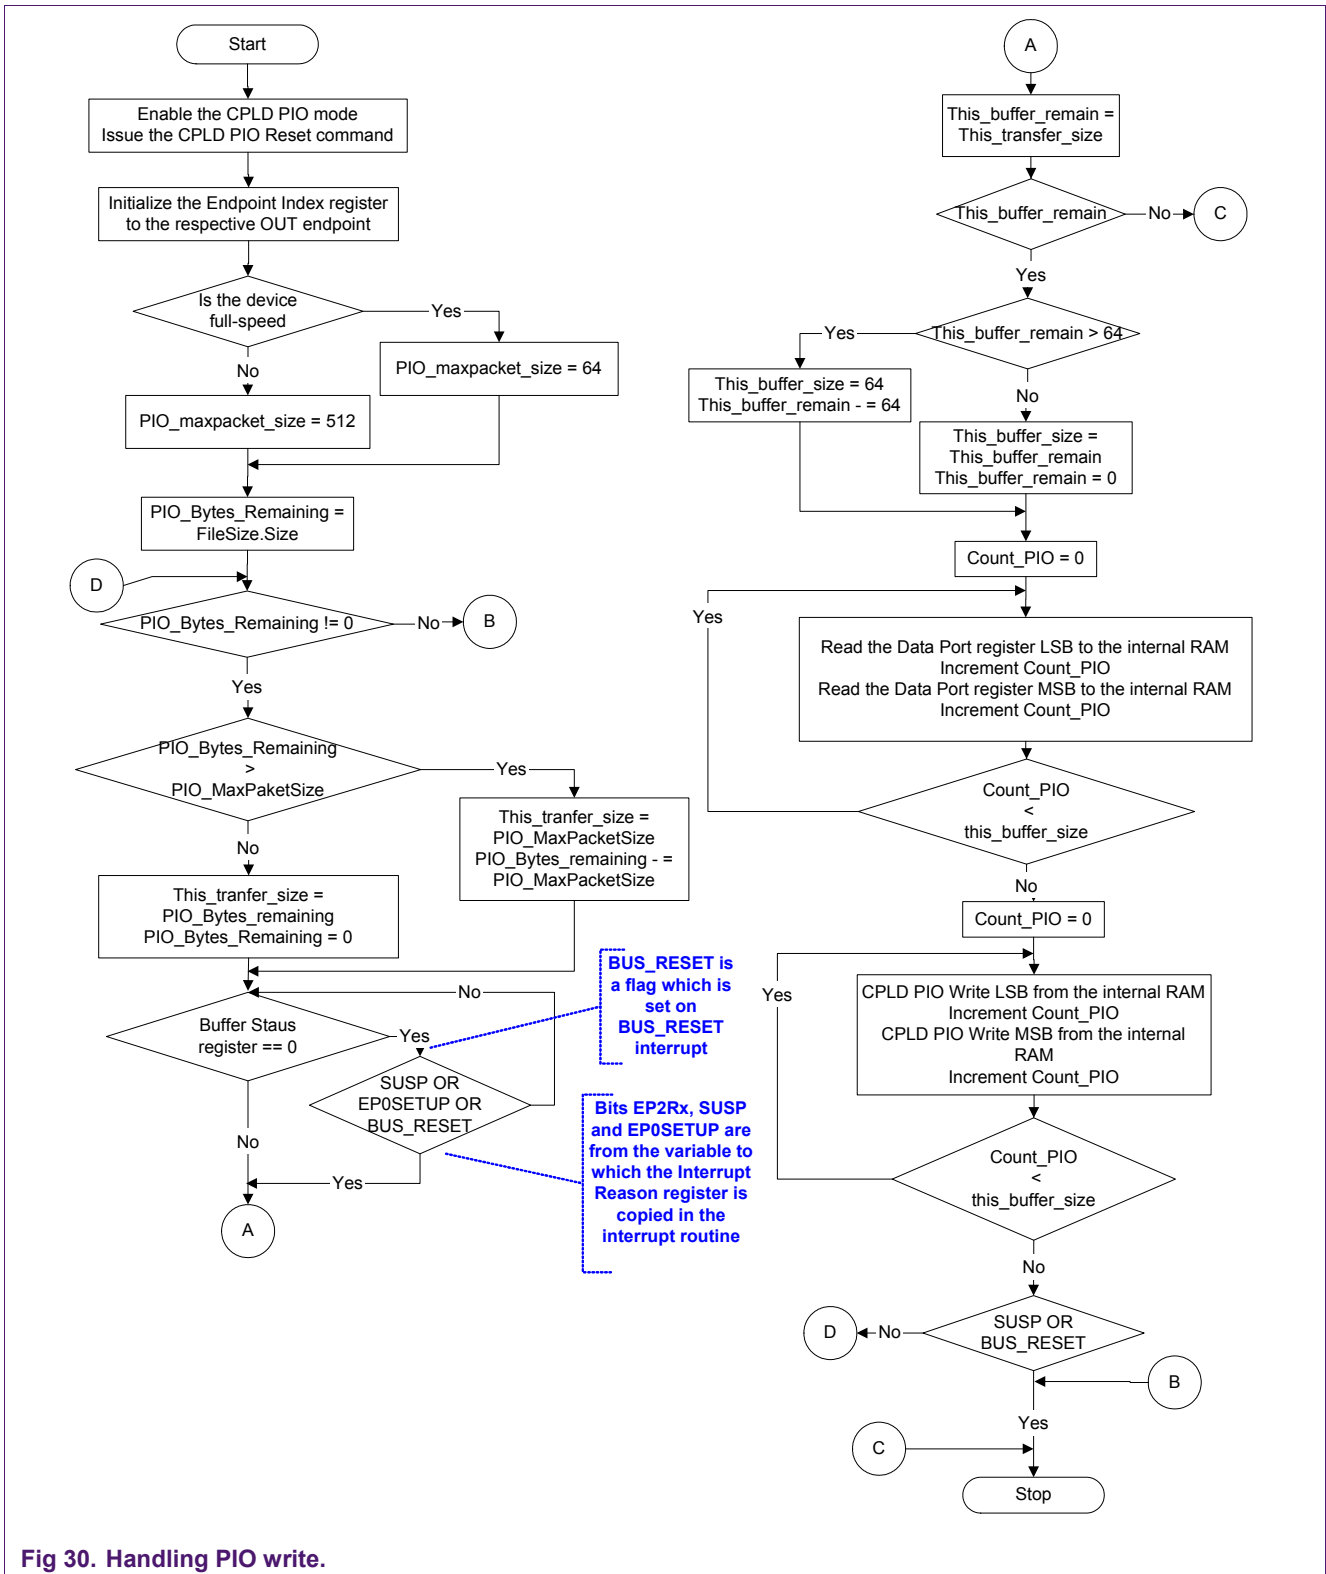 Start
Enable the CPLD PIO mode
Issue the CPLD PIO Reset command
Initialize the Endpoint Index register
to the respective OUT endpoint
Is the device
full-speed
Yes
No
PIO_maxpacket_size = 64
PIO_maxpacket_size = 512
PIO_Bytes_Remaining =
FileSize.Size
D
PIO_Bytes_Remaining != 0
No
B
Yes
PIO_Bytes_Remaining
>
PIO_MaxPaketSize
Yes
No
This_tranfer_size =
PIO_MaxPacketSize
PIO_Bytes_remaining - =
PIO_MaxPacketSize
This_tranfer_size =
PIO_Bytes_remaining
PIO_Bytes_Remaining = 0
No
Buffer Staus
register == 0
Yes
SUSP OR
EP0SETUP OR
BUS_RESET
No
Yes
A
BUS_RESET is
a flag which is
set on
BUS_RESET
interrupt
Bits EP2Rx, SUSP
and EP0SETUP are
from the variable to
which the Interrupt
Reason register is
copied in the
interrupt routine
A
This_buffer_remain =
This_transfer_size
This_buffer_remain
No
C
Yes
This_buffer_remain > 64
Yes
This_buffer_size = 64
This_buffer_remain - = 64
No
This_buffer_size =
This_buffer_remain
This_buffer_remain = 0
Count_PIO = 0
Yes
Read the Data Port register LSB to the internal RAM
Increment Count_PIO
Read the Data Port register MSB to the internal RAM
Increment Count_PIO
Count_PIO
<
this_buffer_size
No
Count_PIO = 0
Yes
CPLD PIO Write LSB from the internal RAM
Increment Count_PIO
CPLD PIO Write MSB from the internal
RAM
Increment Count_PIO
Count_PIO
<
this_buffer_size
No
SUSP OR
BUS_RESET
No
D
B
Yes
C
Stop
Fig 30. Handling PIO write.